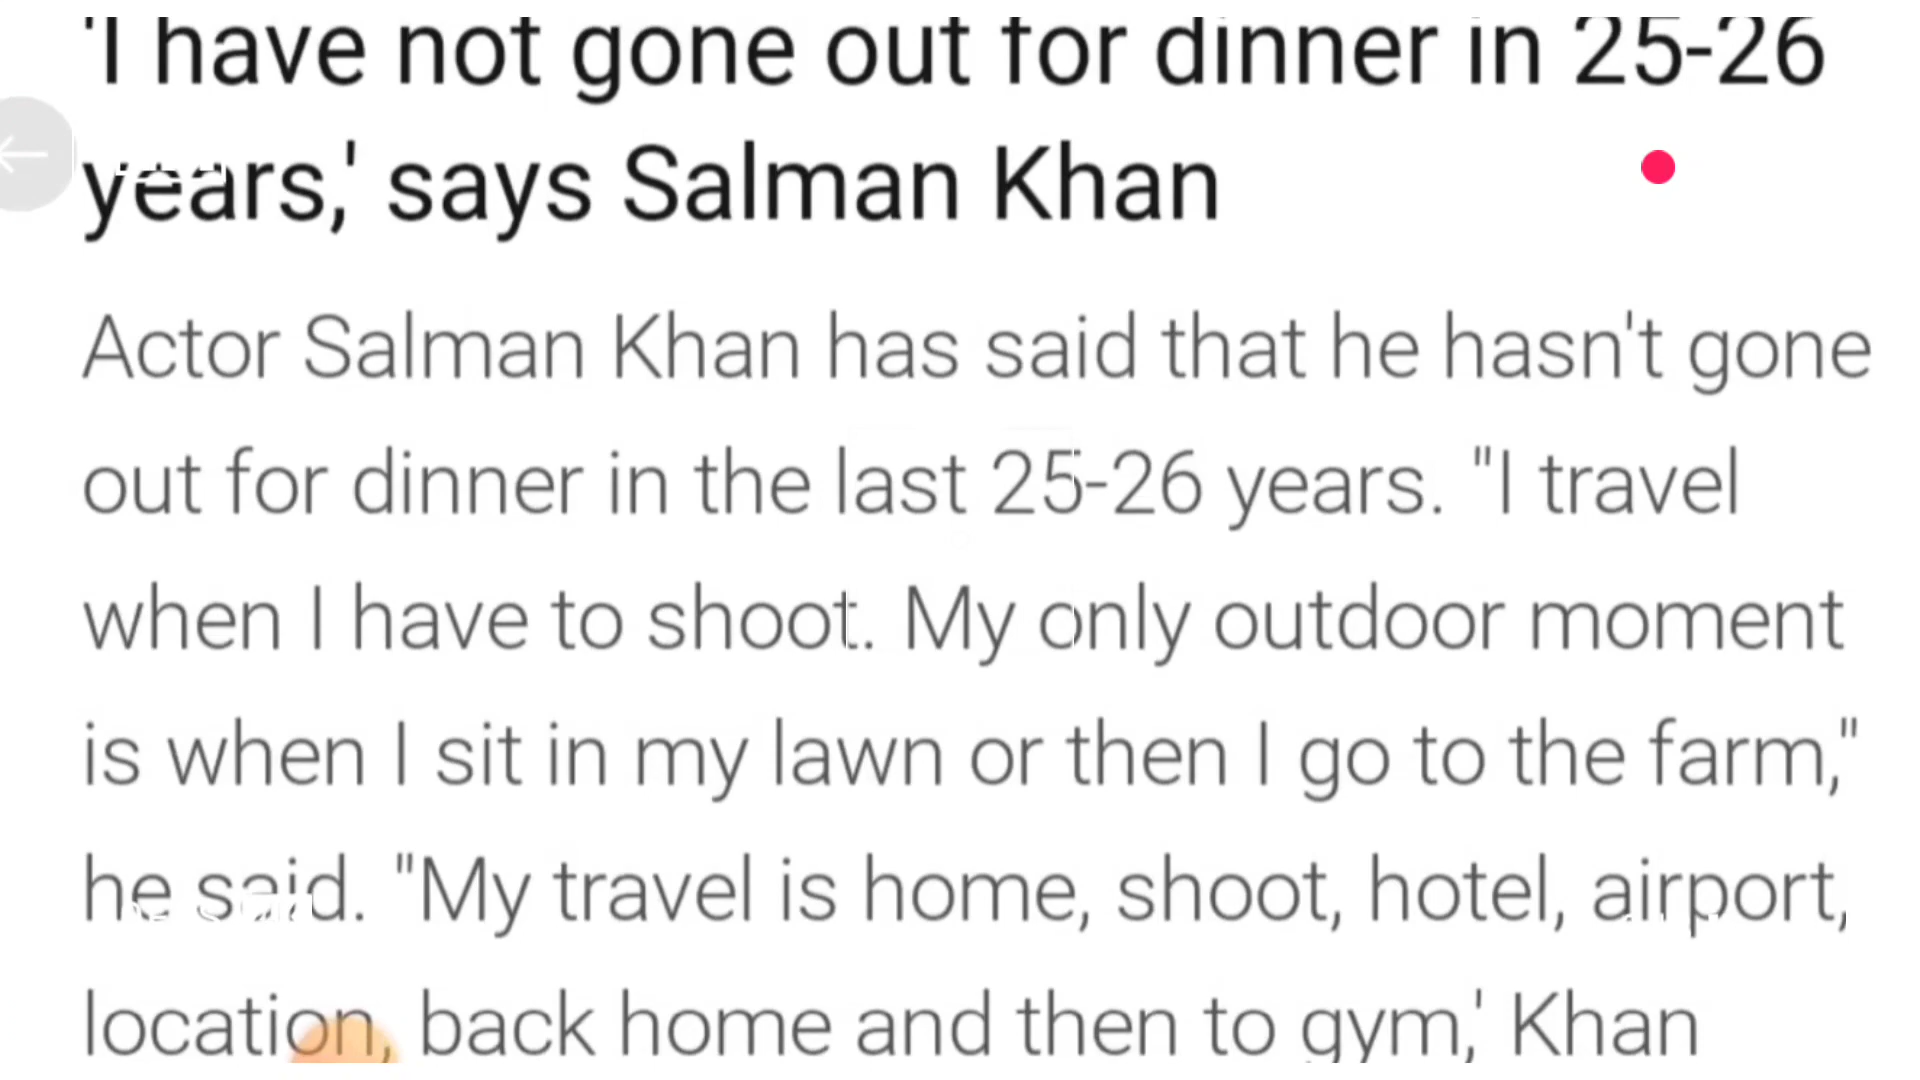 'I have not gone out for dinner in 25-26
years,' says Salman Khan
Actor Salman Khan has said that he hasn't gone
out for dinner in the last 25-26 years. "I travel
when I have to shoot. My only outdoor moment
is when I sit in my lawn or then I go to the farm,"
he said. "My travel is home, shoot, hotel, airport,
location, back home and then to gym,' Khan